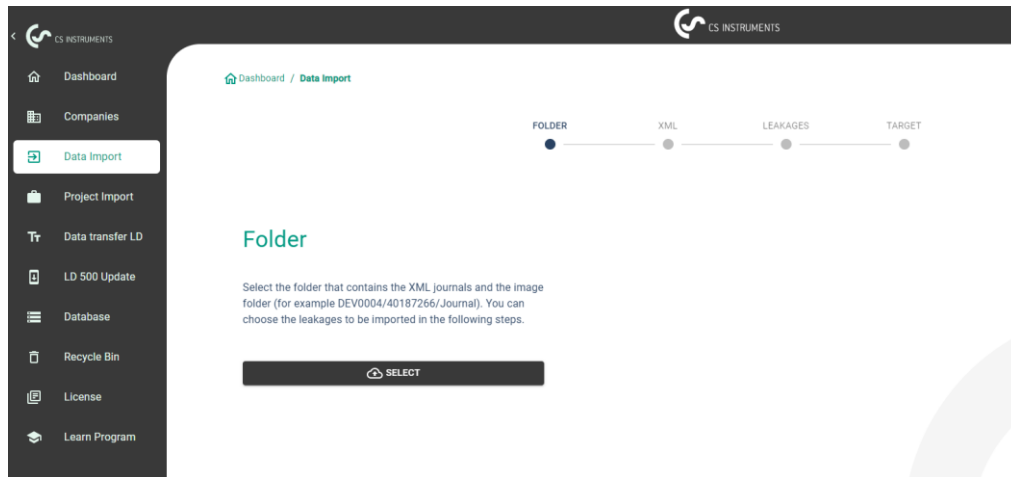 CS INSTRUMENTS
CS INSTRUMENTS
Dashboard
Companies
Data Import
Project Import
Data transfer LD
LD 500 Update
Database
Recycle Bin
License
Learn Program
Dashboard / Data Import
FOLDER XML LEAKAGES TARGET
Folder
Select the folder that contains the XML journals and the image
folder (for example DEV0004/40187266/Journal). You can
choose the leakages to be imported in the following steps.
SELECT